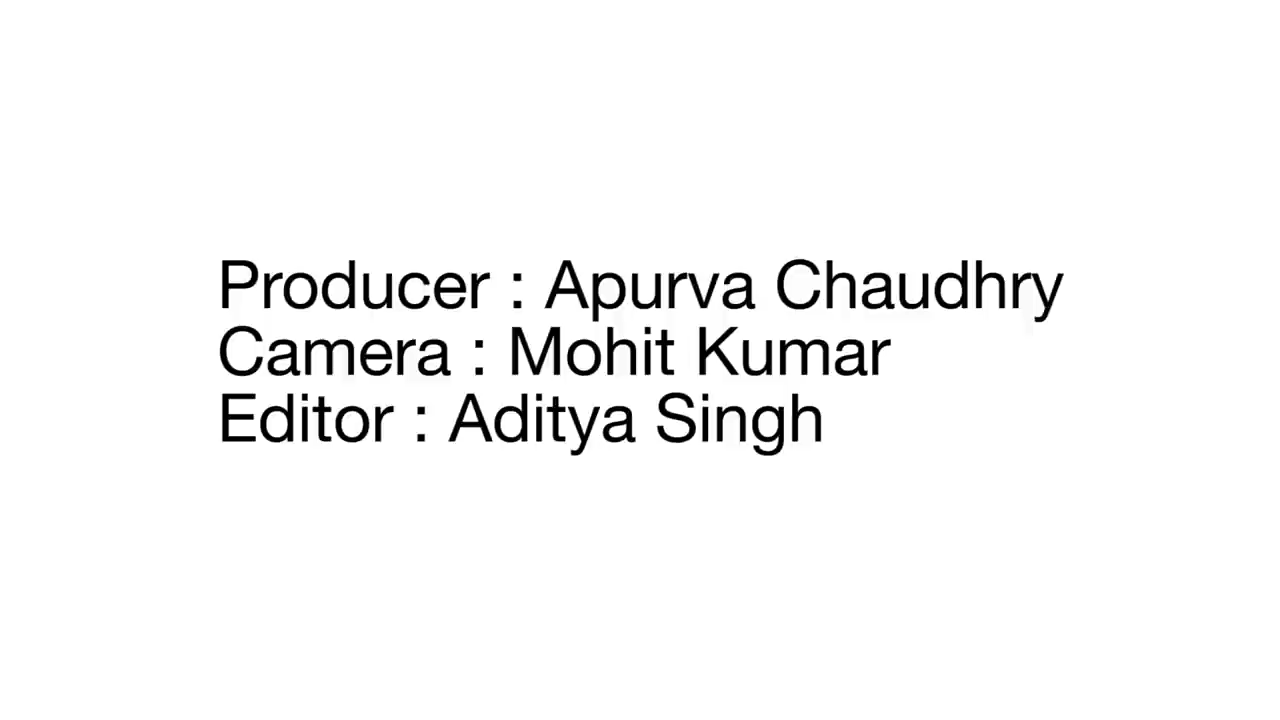 Producer : Apurva Chaudhry
Camera : Mohit Kumar
Editor : Aditya Singh